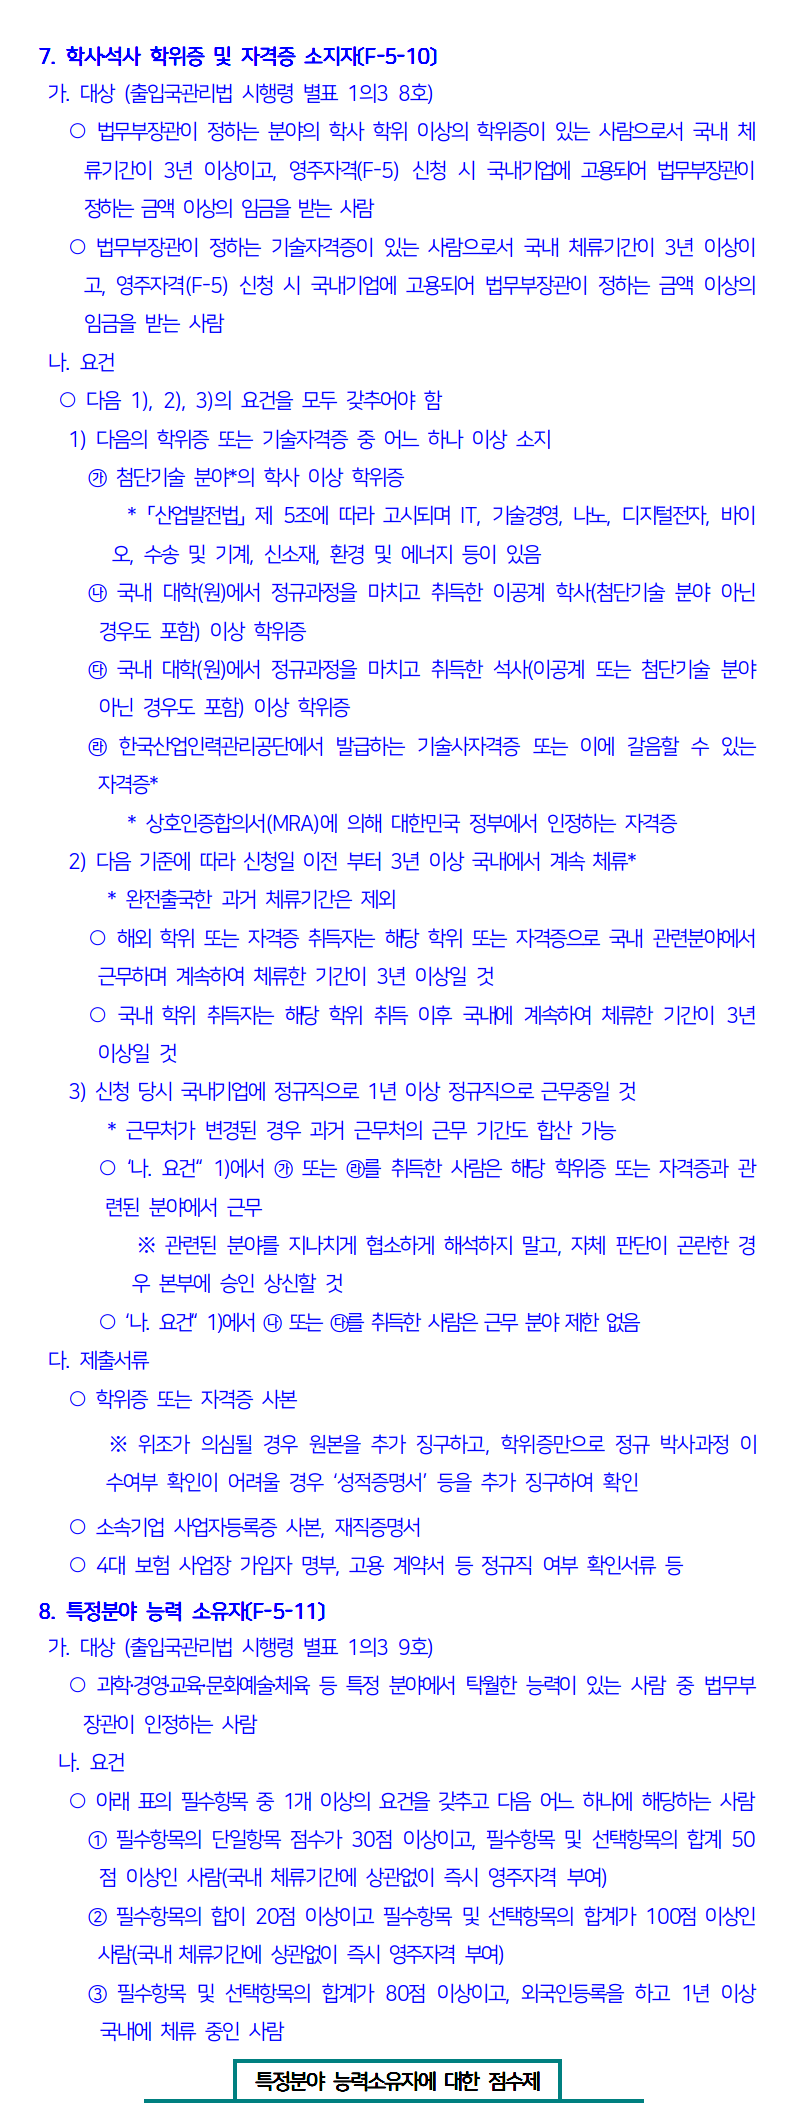 7. 학사·석사 학위증 및 자격증 소지자(F-5-10)
가. 대상 (출입국관리법 시행령 별표 1의3 8호)
○ 법무부장관이 정하는 분야의 학사 학위 이상의 학위증이 있는 사람으로서 국내 체
류기간이 3년 이상이고, 영주자격(F-5) 신청 시 국내기업에 고용되어 법무부장관이
정하는 금액 이상의 임금을 받는 사람
○ 법무부장관이 정하는 기술자격증이 있는 사람으로서 국내 체류기간이 3년 이상이
고, 영주자격(F-5) 신청 시 국내기업에 고용되어 법무부장관이 정하는 금액 이상의
임금을 받는 사람
나. 요건
○ 다음 1), 2), 3)의 요건을 모두 갖추어야 함
1) 다음의 학위증 또는 기술자격증 중 어느 하나 이상 소지
㉮ 첨단기술 분야*의 학사 이상 학위증
* 「산업발전법」 제 5조에 따라 고시되며 IT, 기술경영, 나노, 디지털전자, 바이
오, 수송 및 기계, 신소재, 환경 및 에너지 등이 있음
㉯ 국내 대학(원)에서 정규과정을 마치고 취득한 이공계 학사(첨단기술 분야 아닌
경우도 포함) 이상 학위증
㉰ 국내 대학(원)에서 정규과정을 마치고 취득한 석사(이공계 또는 첨단기술 분야
아닌 경우도 포함) 이상 학위증
㉱ 한국산업인력관리공단에서 발급하는 기술사자격증 또는 이에 갈음할 수 있는
자격증*
* 상호인증합의서(MRA)에 의해 대한민국 정부에서 인정하는 자격증
2) 다음 기준에 따라 신청일 이전 부터 3년 이상 국내에서 계속 체류*
* 완전출국한 과거 체류기간은 제외
○ 해외 학위 또는 자격증 취득자는 해당 학위 또는 자격증으로 국내 관련분야에서
근무하며 계속하여 체류한 기간이 3년 이상일 것
○ 국내 학위 취득자는 해당 학위 취득 이후 국내에 계속하여 체류한 기간이 3년
이상일 것
3) 신청 당시 국내기업에 정규직으로 1년 이상 정규직으로 근무중일 것
* 근무처가 변경된 경우 과거 근무처의 근무 기간도 합산 가능
○ ‘나. 요건“ 1)에서 ㉮ 또는 ㉱를 취득한 사람은 해당 학위증 또는 자격증과 관
련된 분야에서 근무
※ 관련된 분야를 지나치게 협소하게 해석하지 말고, 자체 판단이 곤란한 경
우 본부에 승인 상신할 것
○ ‘나. 요건“ 1)에서 ㉯ 또는 ㉰를 취득한 사람은 근무 분야 제한 없음
다. 제출서류
○ 학위증 또는 자격증 사본
※ 위조가 의심될 경우 원본을 추가 징구하고, 학위증만으로 정규 박사과정 이
수여부 확인이 어려울 경우 ‘성적증명서’ 등을 추가 징구하여 확인
○ 소속기업 사업자등록증 사본, 재직증명서
○ 4대 보험 사업장 가입자 명부, 고용 계약서 등 정규직 여부 확인서류 등
8. 특정분야 능력 소유자(F-5-11)
가. 대상 (출입국관리법 시행령 별표 1의3 9호)
○ 과학·경영·교육·문화예술·체육 등 특정 분야에서 탁월한 능력이 있는 사람 중 법무부
장관이 인정하는 사람
나. 요건
○ 아래 표의 필수항목 중 1개 이상의 요건을 갖추고 다음 어느 하나에 해당하는 사람
① 필수항목의 단일항목 점수가 30점 이상이고, 필수항목 및 선택항목의 합계 50
점 이상인 사람(국내 체류기간에 상관없이 즉시 영주자격 부여)
② 필수항목의 합이 20점 이상이고 필수항목 및 선택항목의 합계가 100점 이상인
사람(국내 체류기간에 상관없이 즉시 영주자격 부여)
③ 필수항목 및 선택항목의 합계가 80점 이상이고, 외국인등록을 하고 1년 이상
국내에 체류 중인 사람
특정분야 능력소유자에 대한 점수제